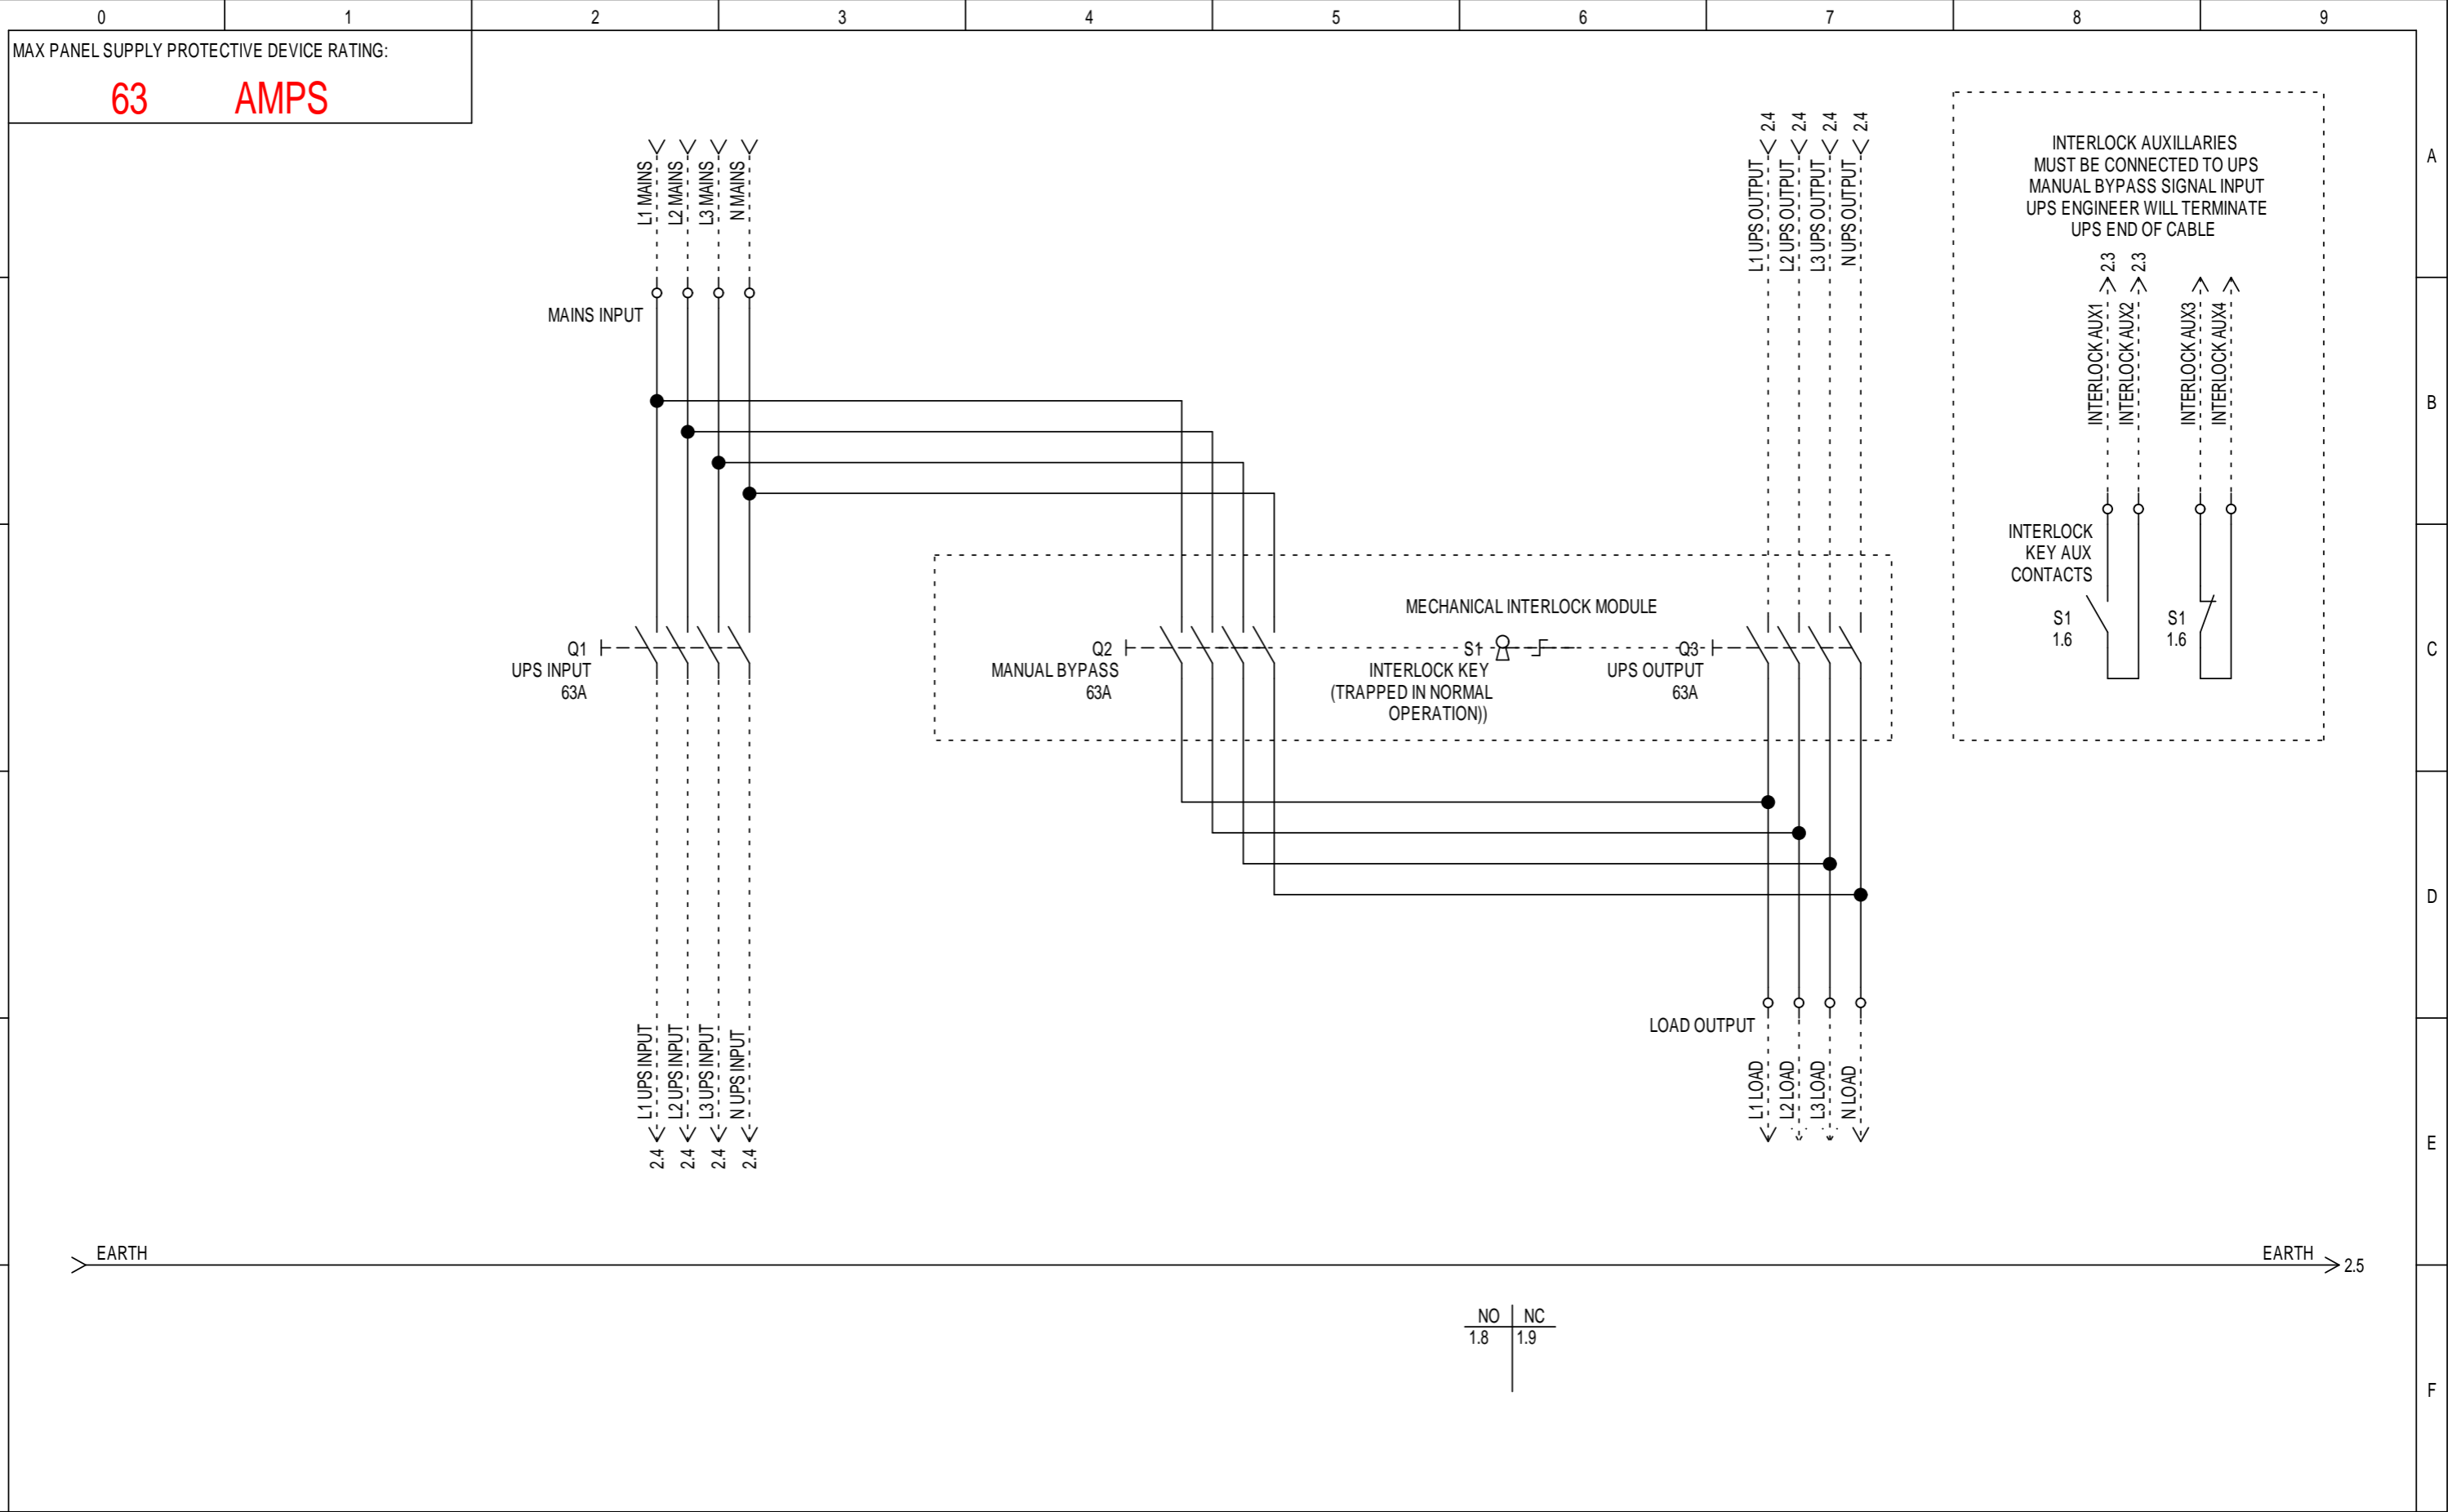 0 1 2 3 4 5 6 7 8 9
MAX PANEL SUPPLY PROTECTIVE DEVICE RATING:
63 AMPS
A
B
C
D
E
F
L1 MAINS
L2 MAINS
L3 MAINS
N MAINS
MAINS INPUT
Q1
UPS INPUT
63A
L1 UPS INPUT
L2 UPS INPUT
L3 UPS INPUT
N UPS INPUT
2.4
2.4
2.4
2.4
MECHANICAL INTERLOCK MODULE
Q2
MANUAL BYPASS
63A
S1
INTERLOCK KEY
(TRAPPED IN NORMAL
OPERATION))
Q3
UPS OUTPUT
63A
2.4
2.4
2.4
2.4
L1 UPS OUTPUT
L2 UPS OUTPUT
L3 UPS OUTPUT
N UPS OUTPUT
LOAD OUTPUT
L1 LOAD
L2 LOAD
L3 LOAD
N LOAD
INTERLOCK AUXILLARIES
MUST BE CONNECTED TO UPS
MANUAL BYPASS SIGNAL INPUT
UPS ENGINEER WILL TERMINATE
UPS END OF CABLE
2.3
2.3
INTERLOCK AUX1
INTERLOCK AUX2
INTERLOCK AUX3
INTERLOCK AUX4
INTERLOCK
KEY AUX
CONTACTS
S1
1.6
S1
1.6
EARTH
EARTH 2.5
NO NC
1.8 1.9